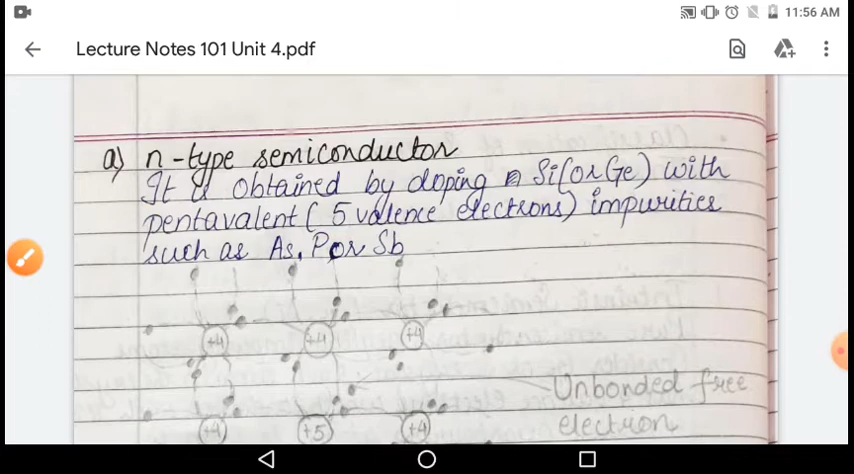 11:56 AM
Lecture Notes 101 Unit 4.pdf
a) n-type semiconductor
It is obtained by doping Si(or Ge) with
pentavalent (5 valence electrons) impurities
such as As, P or Sb
+4 +4 +4
Unbonded free
+4 +5 +4 electron